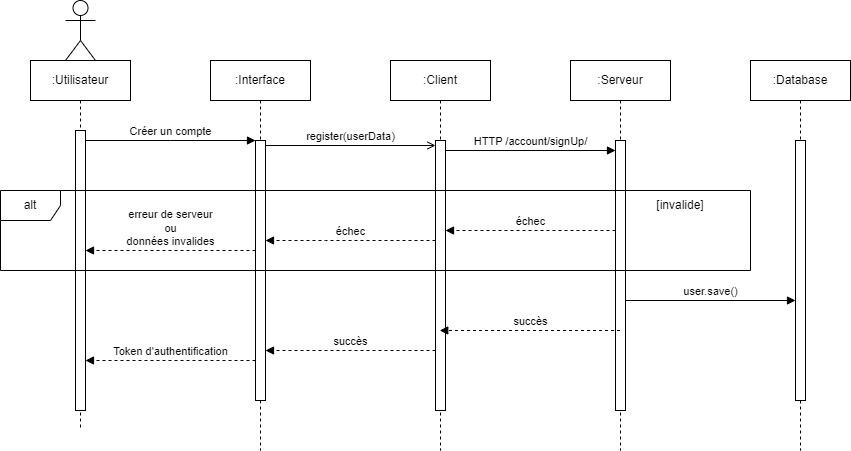 :Utilisateur
:Interface
:Client
:Serveur
:Database
Créer un compte
register(userData)
HTTP /account/signUp/
alt
[invalide]
erreur de serveur
ou
données invalides
échec
échec
user.save()
succès
succès
Token d'authentification